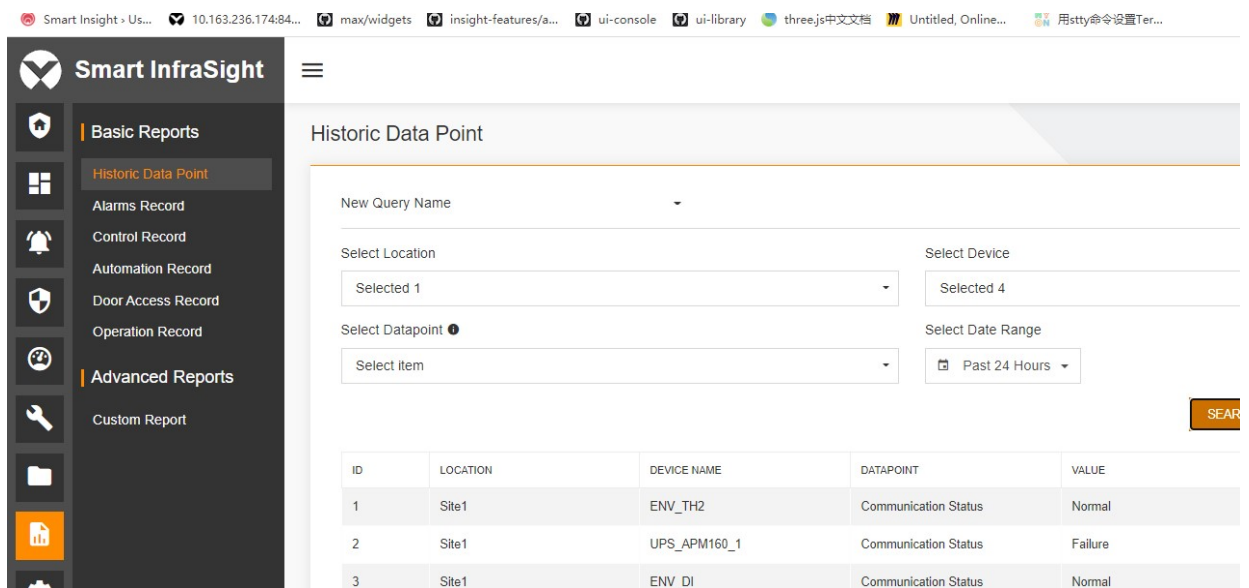 Smart Insight › Us... 10.163.236.174:84... max/widgets insight-features/a... ui-console ui-library three.js中文文档 Untitled, Online... 用stty命令设置Ter...
Smart InfraSight
Basic Reports
Historic Data Point
Alarms Record
Control Record
Automation Record
Door Access Record
Operation Record
Advanced Reports
Custom Report
Historic Data Point
New Query Name
Select Location Select Device
Selected 1 Selected 4
Select Datapoint Select Date Range
Select item Past 24 Hours
SEAR
ID LOCATION DEVICE NAME DATAPOINT VALUE
1 Site1 ENV_TH2 Communication Status Normal
2 Site1 UPS_APM160_1 Communication Status Failure
3 Site1 ENV_DI Communication Status Normal